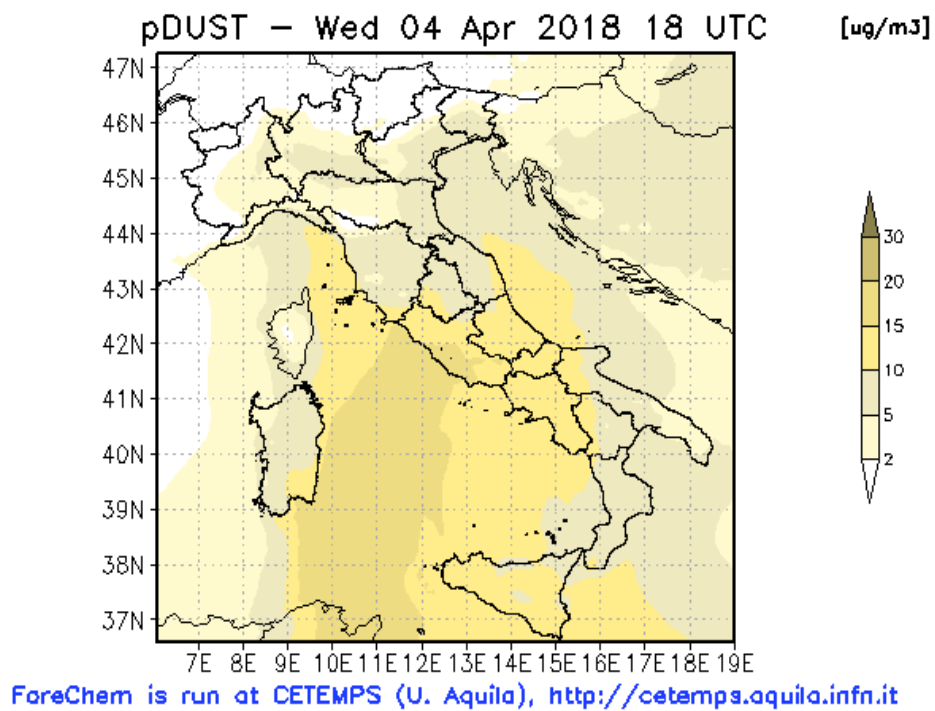 pDUST – Wed 04 Apr 2018 18 UTC
[ug/m3]
47N
46N
45N
44N
43N
42N
41N
40N
39N
38N
37N
30
20
15
10
5
2
7E 8E 9E 10E 11E 12E 13E 14E 15E 16E 17E 18E 19E
ForeChem is run at CETEMPS (U. Aquila), http://cetemps.aquila.infn.it